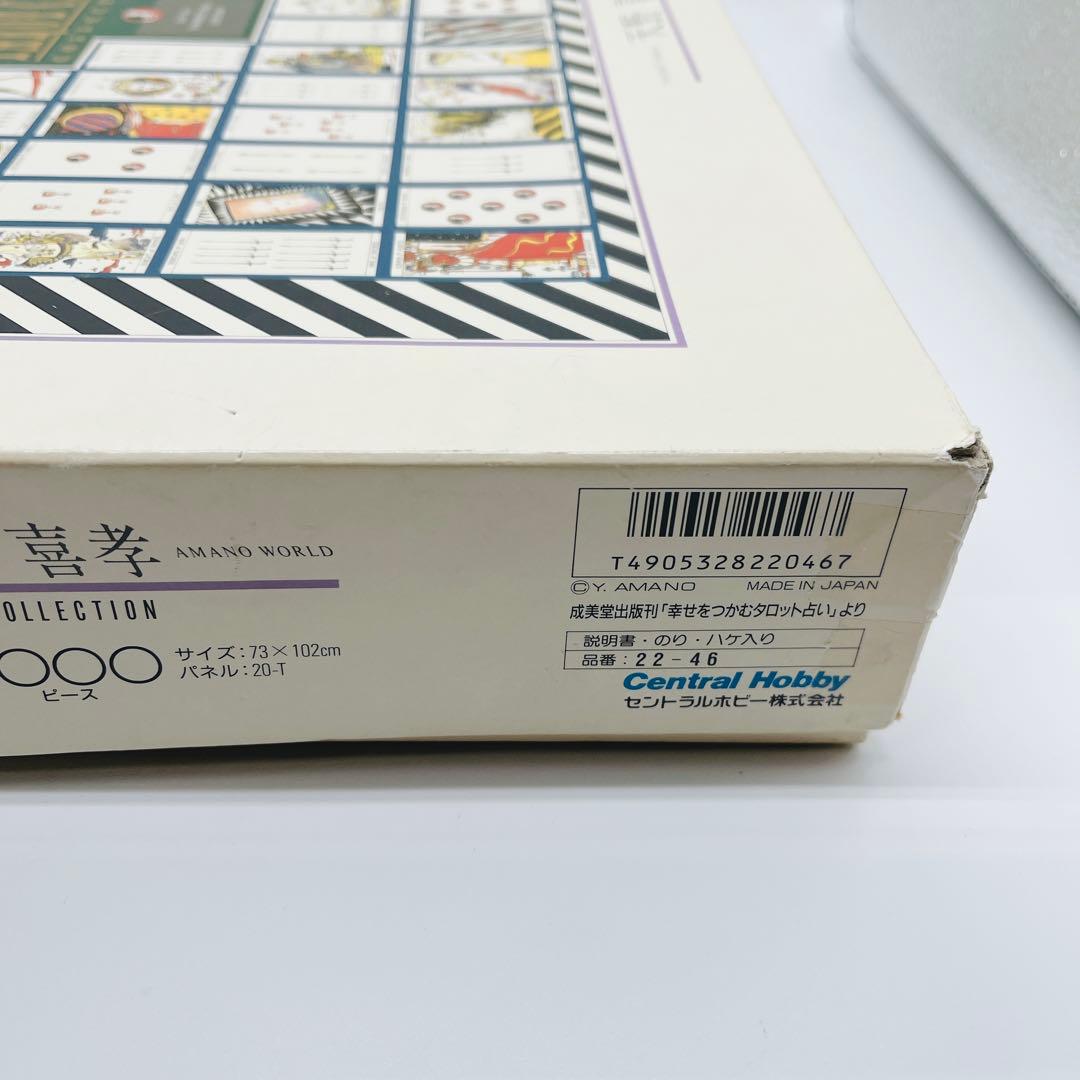 喜孝 AMANO WORLD
OLLECTION
000
ピース
サイズ:73×102cm
パネル:20-T
T4905328220467
©Y. AMANO MADE IN JAPAN
成美堂出版刊「幸せをつかむタロット占い」より
説明書・のり・ハケ入り
品番:22-46
Central Hobby
セントラルホビー株式会社